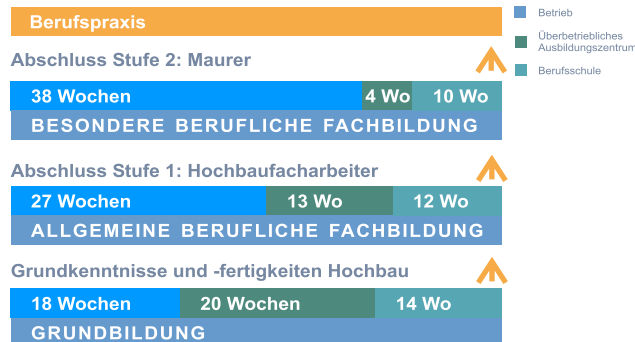 Berufspraxis
Betrieb
Überbetriebliches
Ausbildungszentrum
Berufsschule
Abschluss Stufe 2: Maurer
38 Wochen 4 Wo 10 Wo
BESONDERE BERUFLICHE FACHBILDUNG
Abschluss Stufe 1: Hochbaufacharbeiter
27 Wochen 13 Wo 12 Wo
ALLGEMEINE BERUFLICHE FACHBILDUNG
Grundkenntnisse und -fertigkeiten Hochbau
18 Wochen 20 Wochen 14 Wo
GRUNDBILDUNG